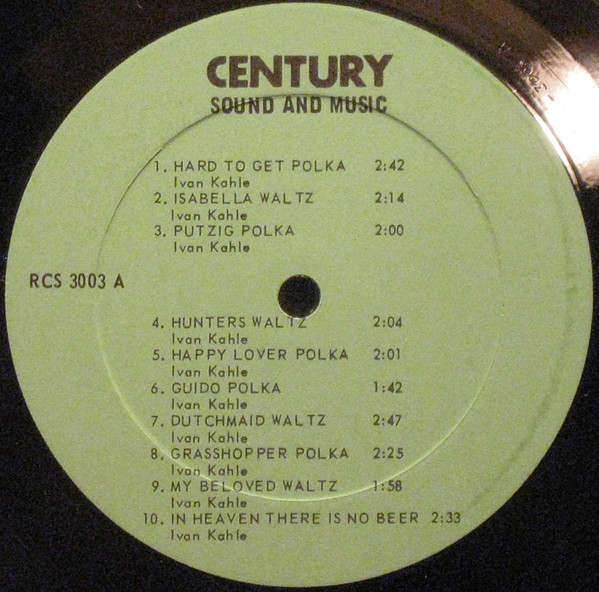 CENTURY
SOUND AND MUSIC
1. HARD TO GET POLKA 2:42
Ivan Kahle
2. ISABELLA WALTZ 2:14
Ivan Kahle
3. PUTZIG POLKA 2:00
Ivan Kahle
RCS 3003 A
4. HUNTERS WALTZ 2:04
Ivan Kahle
5. HAPPY LOVER POLKA 2:01
Ivan Kahle
6. GUIDO POLKA 1:42
Ivan Kahle
7. DUTCHMAID WALTZ 2:47
Ivan Kahle
8. GRASSHOPPER POLKA 2:25
Ivan Kahle
9. MY BELOVED WALTZ 1:58
Ivan Kahle
10. IN HEAVEN THERE IS NO BEER 2:33
Ivan Kahle